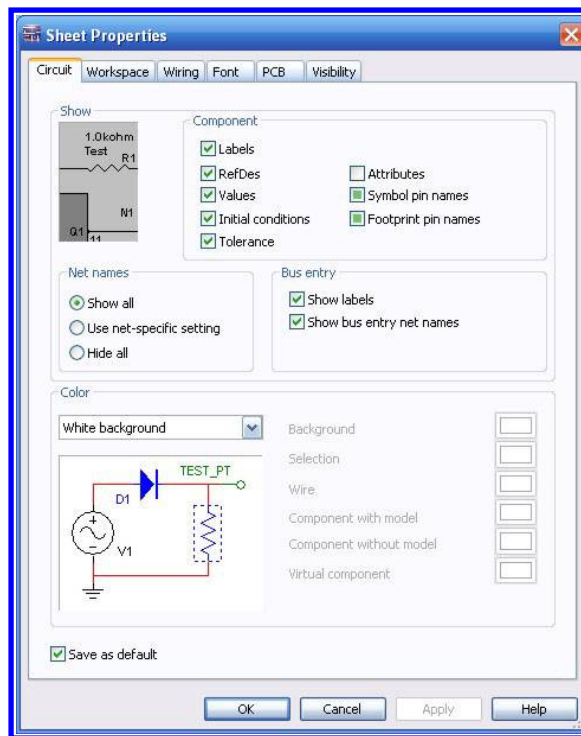 Sheet Properties
Circuit Workspace Wiring Font PCB Visibility
Show
1.0kohm
Test R1
N1
Q1 11
Component
Labels
RefDes
Values
Initial conditions
Tolerance
Attributes
Symbol pin names
Footprint pin names
Net names
Show all
Use net-specific setting
Hide all
Bus entry
Show labels
Show bus entry net names
Color
White background
TEST_PT
D1
V1
Background
Selection
Wire
Component with model
Component without model
Virtual component
Save as default
OK Cancel Apply Help